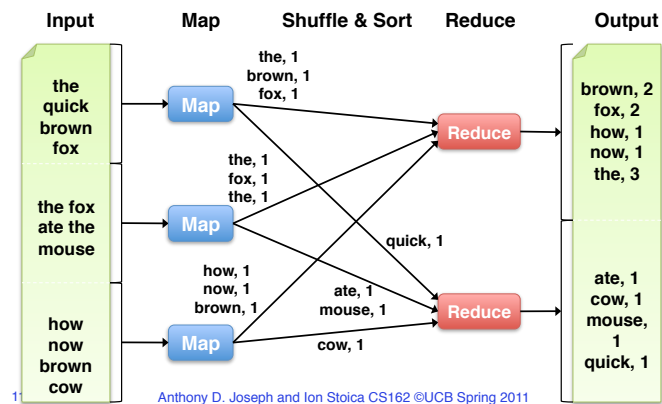 Input
Map
Shuffle & Sort
Reduce
Output
the
quick
brown
fox
the fox
ate the
mouse
how
now
brown
cow
Map
Map
Map
the, 1
brown, 1
fox, 1
the, 1
fox, 1
the, 1
how, 1
now, 1
brown, 1
quick, 1
ate, 1
mouse, 1
cow, 1
Reduce
Reduce
brown, 2
fox, 2
how, 1
now, 1
the, 3
ate, 1
cow, 1
mouse,
1
quick, 1
Anthony D. Joseph and Ion Stoica CS162 ©UCB Spring 2011